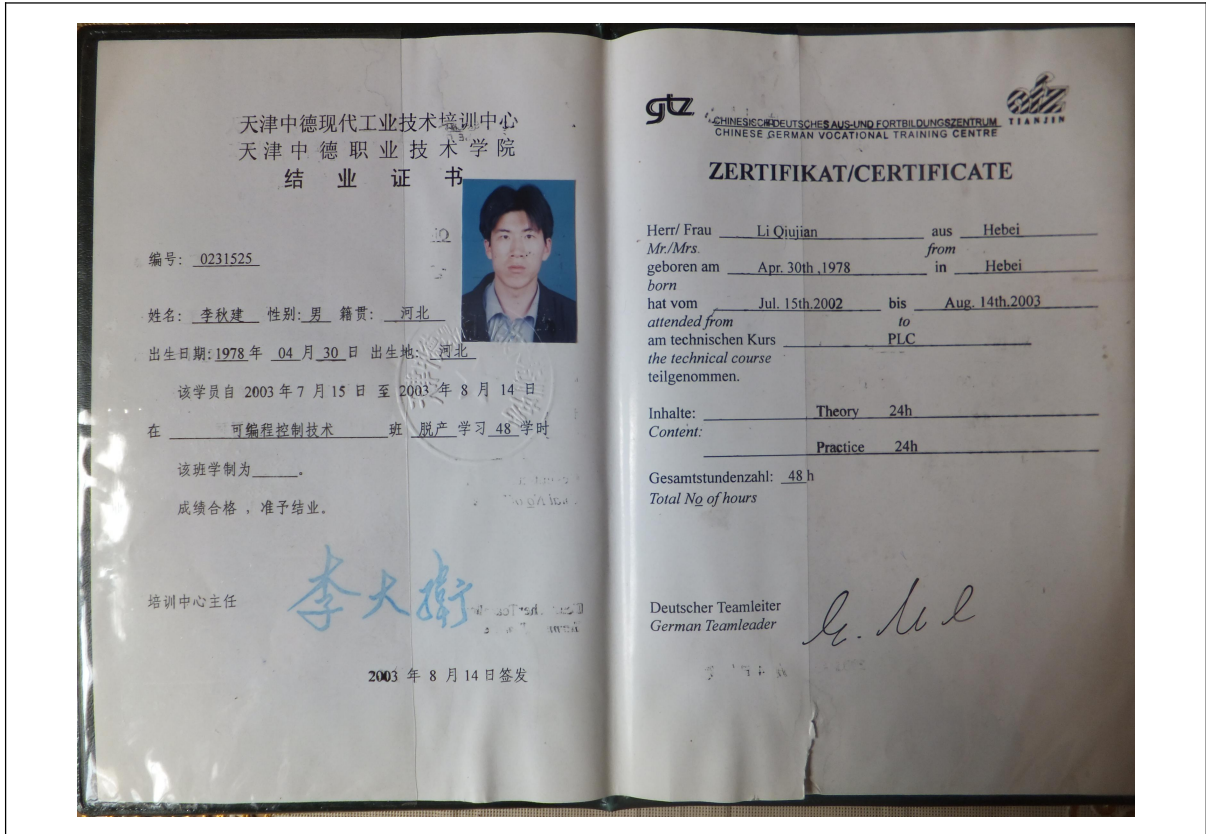 天津中德现代工业技术培训中心
天津中德职业技术学院
结 业 证 书
编号: 0231525
姓名: 李秋建 性别: 男 籍贯: 河北
出生日期: 1978 年 04 月 30 日 出生地: 河北
该学员自 2003 年 7 月 15 日 至 2003 年 8 月 14 日
在 可编程控制技术 班 脱产 学习 48 学时
该班学制为 。
成绩合格 , 准予结业。
培训中心主任 李大衛
2003 年 8 月 14 日签发
gtz
CHINESISCH-DEUTSCHES AUS-UND FORTBILDUNGSZENTRUM
CHINESE GERMAN VOCATIONAL TRAINING CENTRE
TIANJIN
ZERTIFIKAT/CERTIFICATE
Herr/ Frau Li Qiujian aus Hebei
Mr./Mrs. from
geboren am Apr. 30th ,1978 in Hebei
born
hat vom Jul. 15th.2002 bis Aug. 14th.2003
attended from to
am technischen Kurs PLC
the technical course
teilgenommen.
Inhalte: Theory 24h
Content:
Practice 24h
Gesamtstundenzahl: 48 h
Total No of hours
Deutscher Teamleiter
German Teamleader